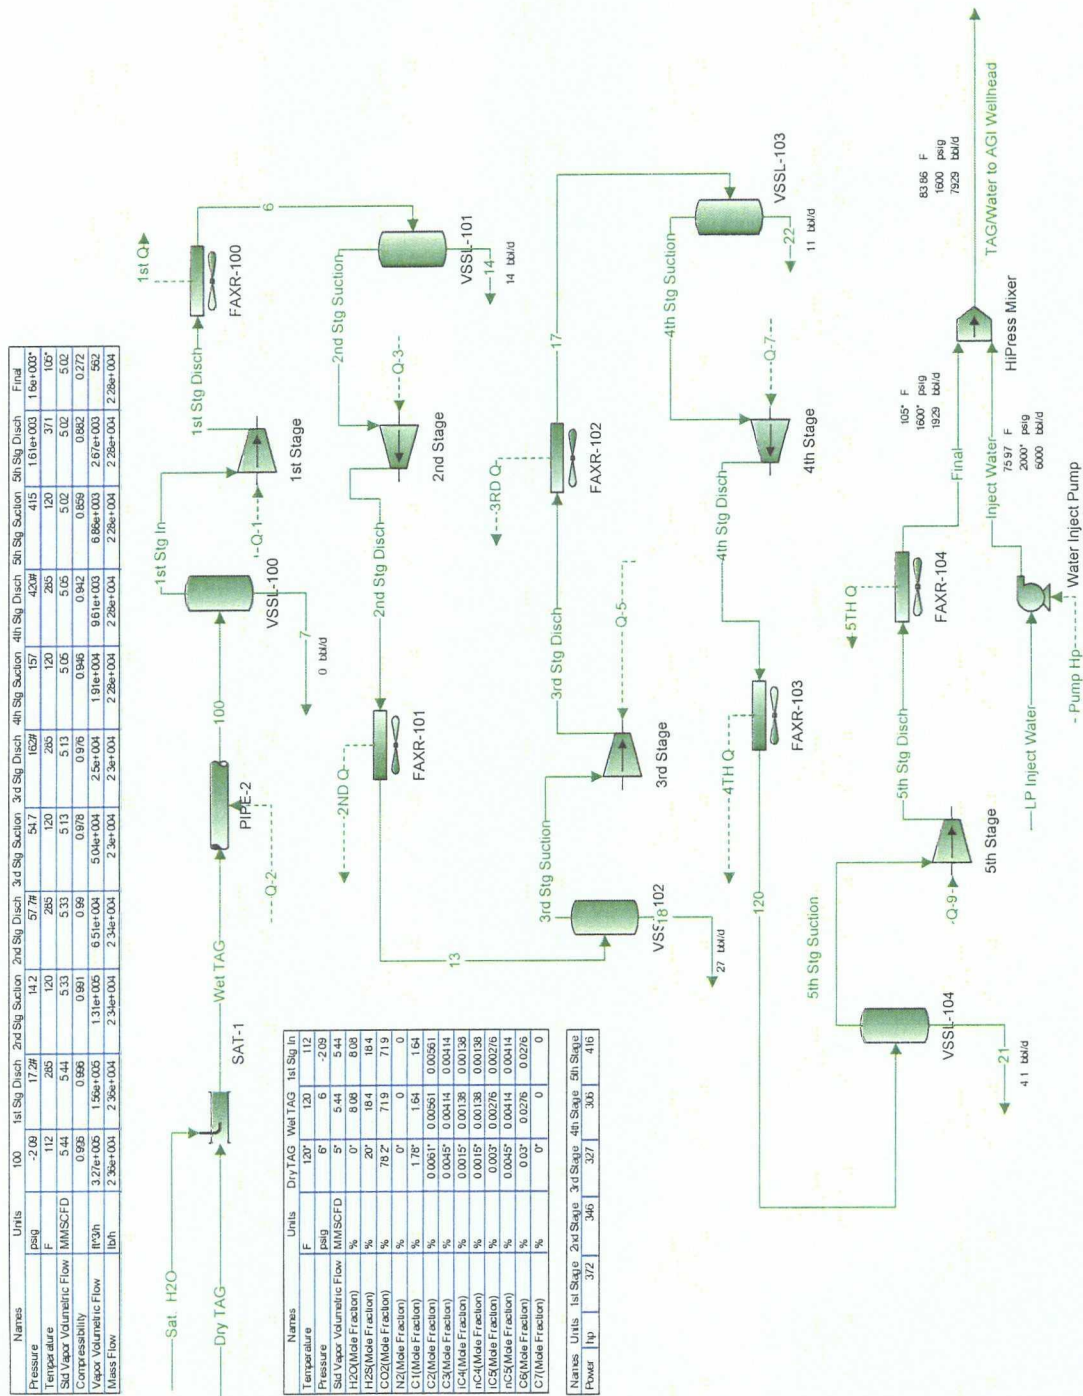 Names Units 100 1st Stg Disch 2nd Stg Suction 2nd Stg Disch 3rd Stg Suction 3rd Stg Disch 4th Stg Suction 4th Stg Disch 5th Stg Suction 5th Stg Disch Final
Pressure psig -2.09 17.2# 14.2 57.7# 54.7 162# 157 420# 415 1.61e+003 1.6e+003*
Temperature F 112 285 120 285 120 285 120 285 120 371 105*
Std Vapor Volumetric Flow MMSCFD 5.44 5.44 5.33 5.33 5.13 5.13 5.05 5.05 5.02 5.02 5.02
Compressibility 0.995 0.996 0.991 0.99 0.978 0.976 0.946 0.942 0.859 0.882 0.272
Vapor Volumetric Flow ft^3/h 3.27e+005 1.56e+005 1.31e+005 6.51e+004 5.04e+004 2.5e+004 1.91e+004 9.61e+003 6.86e+003 2.67e+003 562
Mass Flow lb/h 2.36e+004 2.36e+004 2.34e+004 2.34e+004 2.3e+004 2.3e+004 2.28e+004 2.28e+004 2.28e+004 2.28e+004 2.28e+004
Sat. H2O
Dry TAG
SAT-1
Wet TAG
PIPE-2
Q-2
100
VSSL-100
7
0 bbl/d
1st Stg In
Q-1
1st Stage
1st Stg Disch
1st Q
FAXR-100
6
VSSL-101
14
14 bbl/d
2nd Stg Suction
Q-3
2nd Stage
2nd Stg Disch
2ND Q
FAXR-101
13
VSS 102
18
27 bbl/d
3rd Stg Suction
3rd Stage
Q-5
3rd Stg Disch
3RD Q
FAXR-102
17
VSSL-103
22
11 bbl/d
4th Stg Suction
Q-7
4th Stage
4th Stg Disch
4TH Q
FAXR-103
120
VSSL-104
21
4.1 bbl/d
5th Stg Suction
Q-9
5th Stage
5th Stg Disch
5TH Q
FAXR-104
Final
105* F
1600* psig
1929 bbl/d
LP Inject Water
Pump Hp
Water Inject Pump
Inject Water
75.97 F
2000* psig
6000 bbl/d
HiPress Mixer
83.86 F
1600 psig
7929 bbl/d
TAG/Water to AGI Wellhead
Names Units Dry TAG Wet TAG 1st Stg In
Temperature F 120* 120 112
Pressure psig 6* 6 -2.09
Std Vapor Volumetric Flow MMSCFD 5* 5.44 5.44
H2O(Mole Fraction) % 0* 8.08 8.08
H2S(Mole Fraction) % 20* 18.4 18.4
CO2(Mole Fraction) % 78.2* 71.9 71.9
N2(Mole Fraction) % 0* 0 0
C1(Mole Fraction) % 1.78* 1.64 1.64
C2(Mole Fraction) % 0.0061* 0.00561 0.00561
C3(Mole Fraction) % 0.0045* 0.00414 0.00414
iC4(Mole Fraction) % 0.0015* 0.00138 0.00138
nC4(Mole Fraction) % 0.0015* 0.00138 0.00138
iC5(Mole Fraction) % 0.003* 0.00276 0.00276
nC5(Mole Fraction) % 0.0045* 0.00414 0.00414
C6(Mole Fraction) % 0.03* 0.0276 0.0276
C7(Mole Fraction) % 0* 0 0
Names Units 1st Stage 2nd Stage 3rd Stage 4th Stage 5th Stage
Power hp 372 346 327 306 416